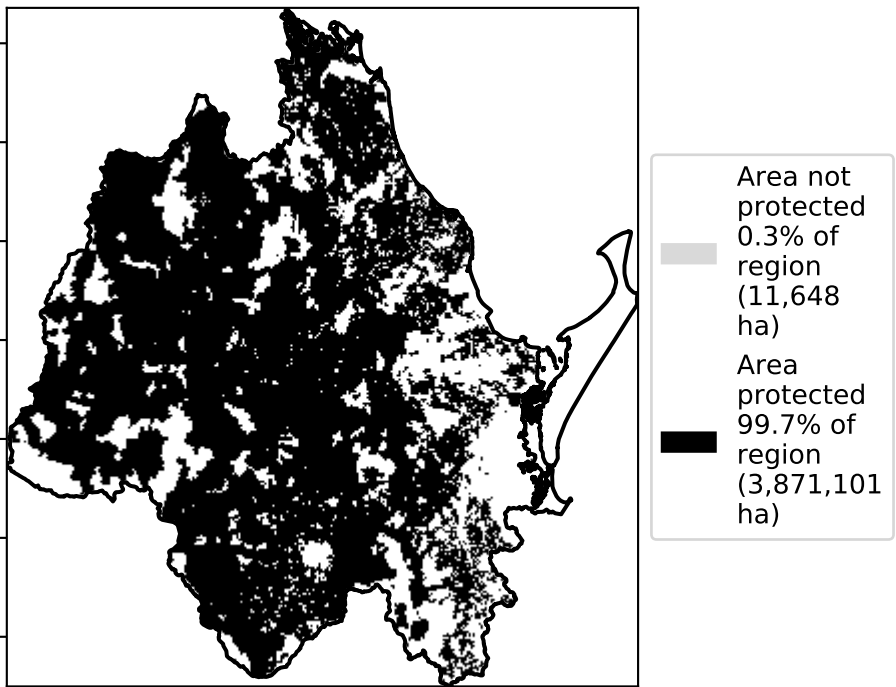 Area not
protected
0.3% of
region
(11,648
ha)
Area
protected
99.7% of
region
(3,871,101
ha)